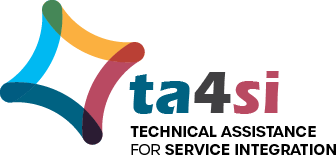 ta4si
TECHNICAL ASSISTANCE
FOR SERVICE INTEGRATION